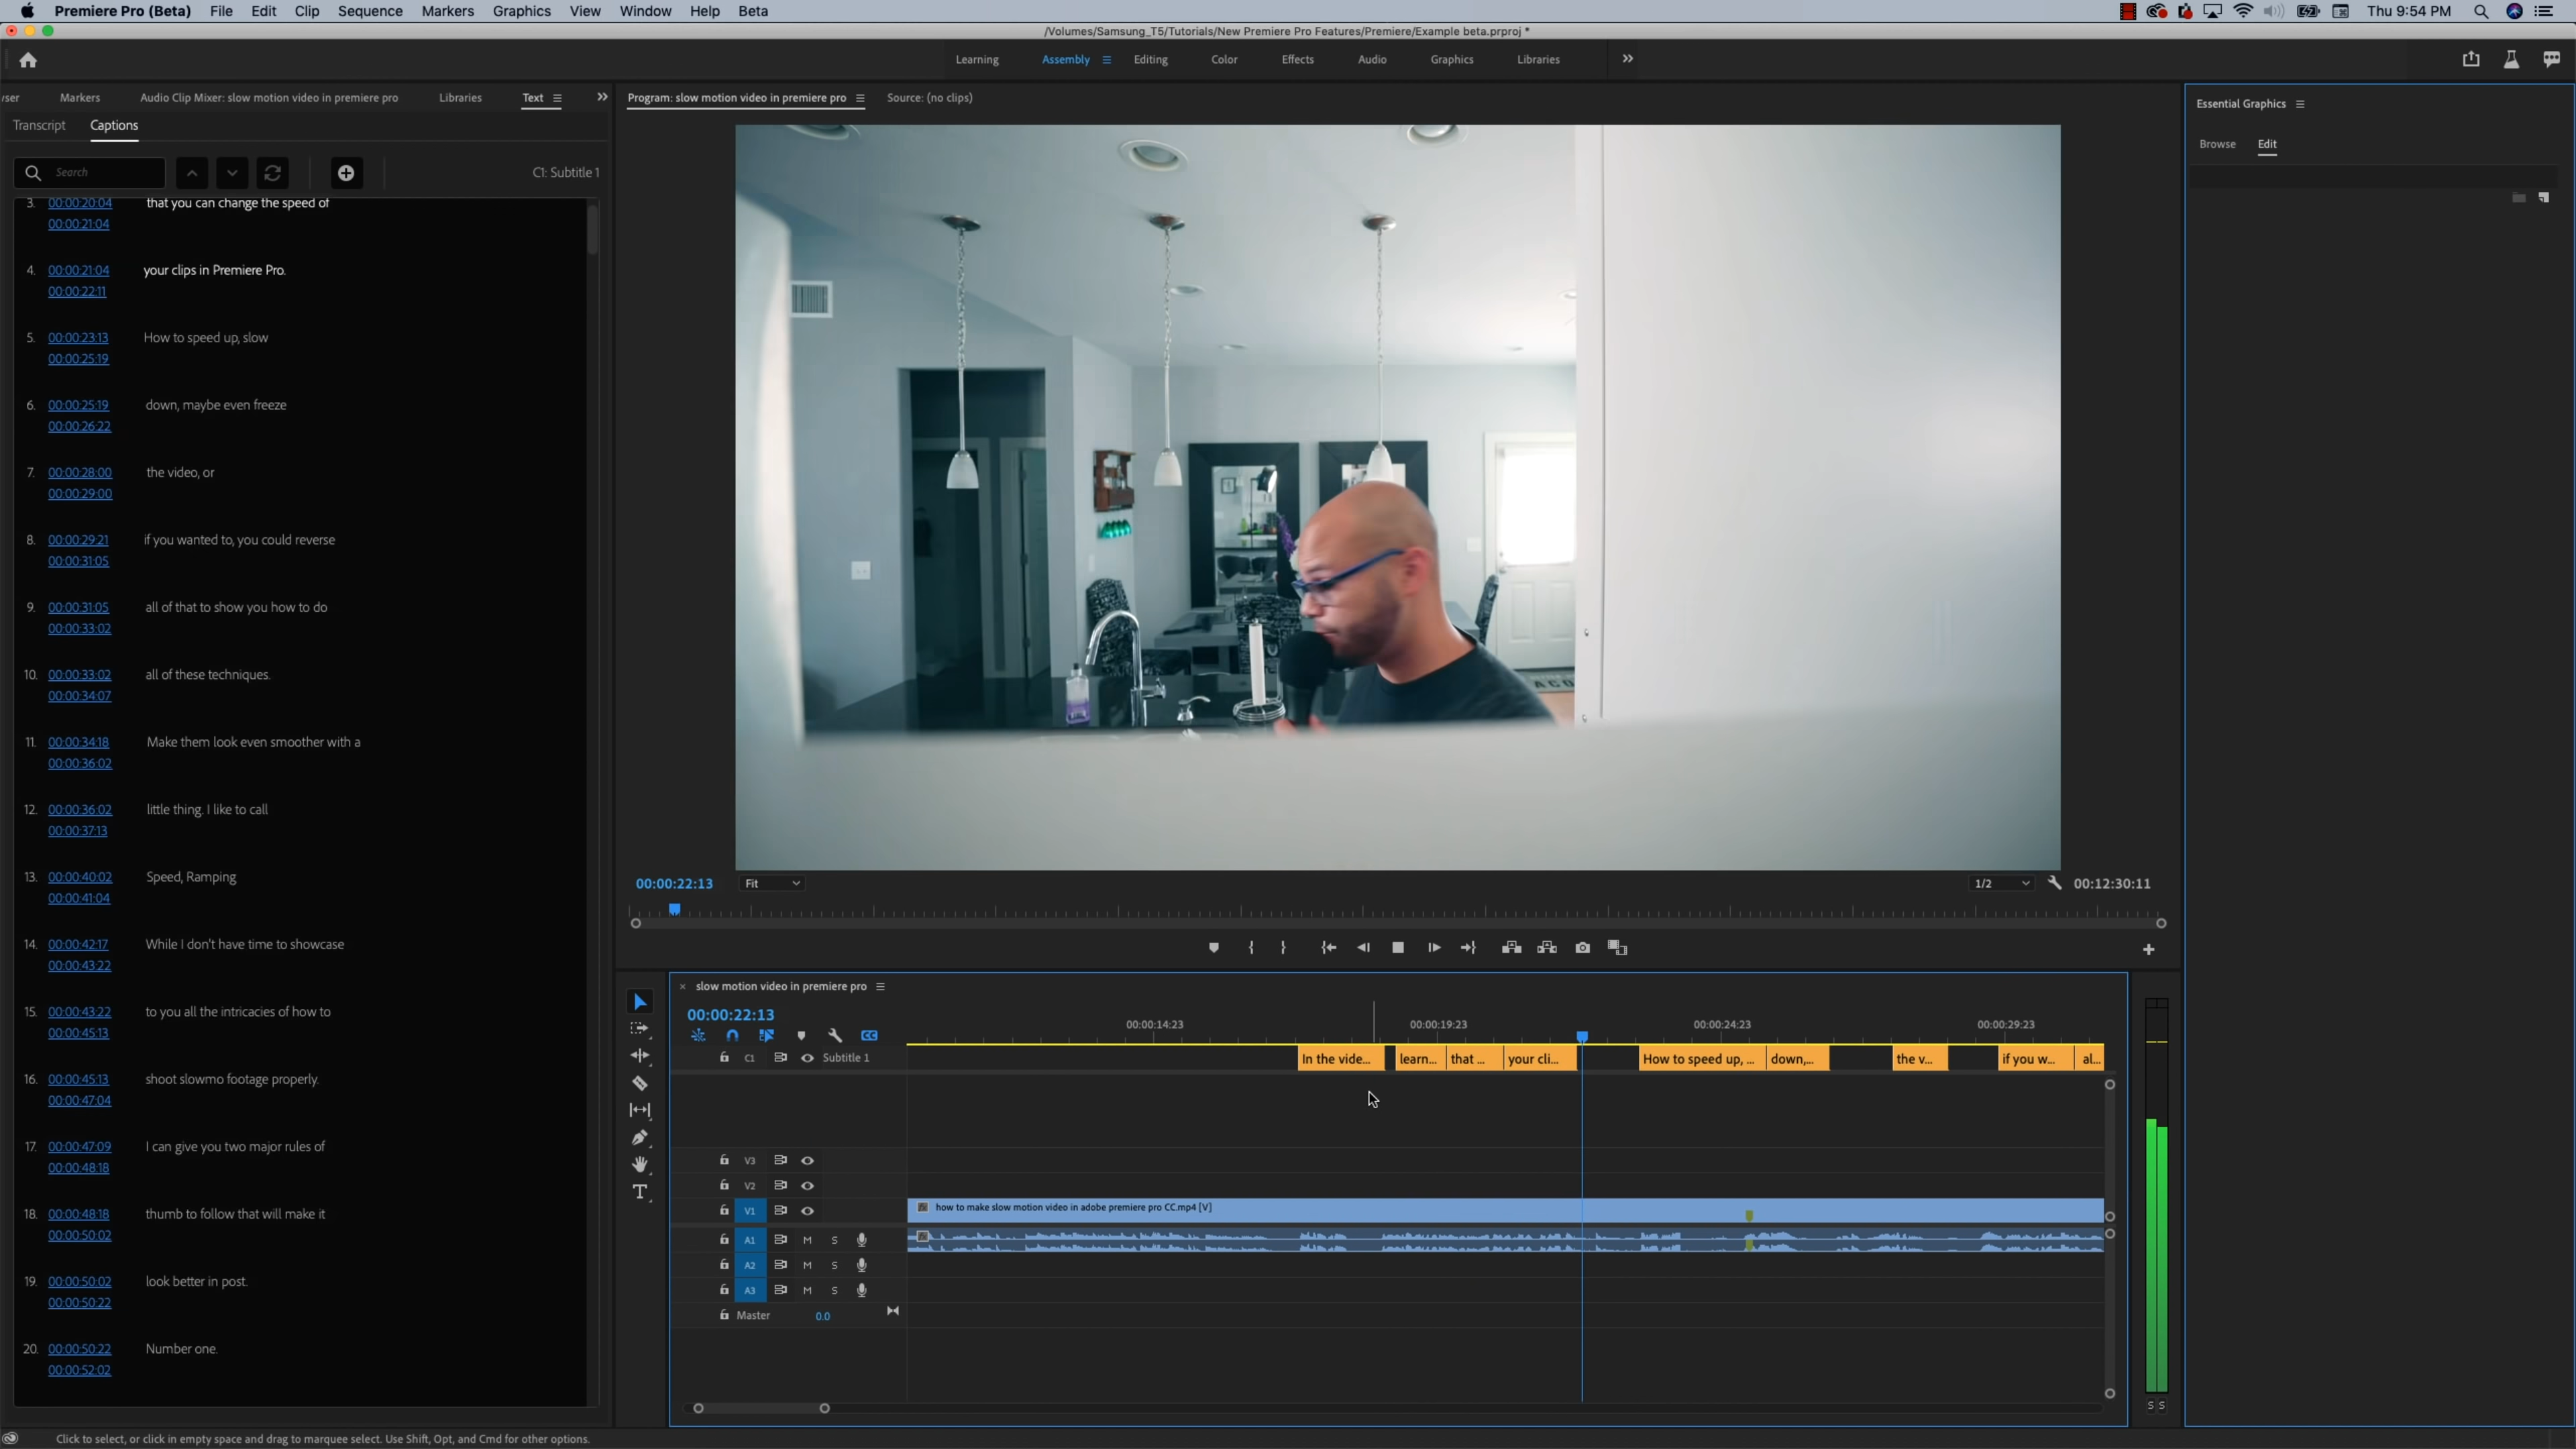 Premiere Pro (Beta) File Edit Clip Sequence Markers Graphics View Window Help Beta Thu 9:54 PM
/Volumes/Samsung_T5/Tutorials/New Premiere Pro Features/Premiere/Example beta.prproj *
Learning Assembly Editing Color Effects Audio Graphics Libraries
Markers Audio Clip Mixer: slow motion video in premiere pro Libraries Text
Transcript Captions
Search C1: Subtitle 1
3. 00:00:20:04 that you can change the speed of
00:00:21:04
4. 00:00:21:04 your clips in Premiere Pro.
00:00:22:11
5. 00:00:23:13 How to speed up, slow
00:00:25:19
6. 00:00:25:19 down, maybe even freeze
00:00:26:22
7. 00:00:28:00 the video, or
00:00:29:00
8. 00:00:29:21 if you wanted to, you could reverse
00:00:31:05
9. 00:00:31:05 all of that to show you how to do
00:00:33:02
10. 00:00:33:02 all of these techniques.
00:00:34:07
11. 00:00:34:18 Make them look even smoother with a
00:00:36:02
12. 00:00:36:02 little thing. I like to call
00:00:37:13
13. 00:00:40:02 Speed, Ramping
00:00:41:04
14. 00:00:42:17 While I don't have time to showcase
00:00:43:22
15. 00:00:43:22 to you all the intricacies of how to
00:00:45:13
16. 00:00:45:13 shoot slowmo footage properly.
00:00:47:04
17. 00:00:47:09 I can give you two major rules of
00:00:48:18
18. 00:00:48:18 thumb to follow that will make it
00:00:50:02
19. 00:00:50:02 look better in post.
00:00:50:22
20. 00:00:50:22 Number one.
00:00:52:02
Program: slow motion video in premiere pro Source: (no clips)
00:00:22:13 Fit 1/2 00:12:30:11
slow motion video in premiere pro
00:00:22:13
00:00:14:23 00:00:19:23 00:00:24:23 00:00:29:23
CC
C1 Subtitle 1 In the vide... learn... that ... your cli... How to speed up, ... down,... the v... if you w... al...
V3
V2
V1 how to make slow motion video in adobe premiere pro CC.mp4 [V]
A1 M S
A2 M S
A3 M S
Master 0.0
S S
Essential Graphics
Browse Edit
Click to select, or click in empty space and drag to marquee select. Use Shift, Opt, and Cmd for other options.